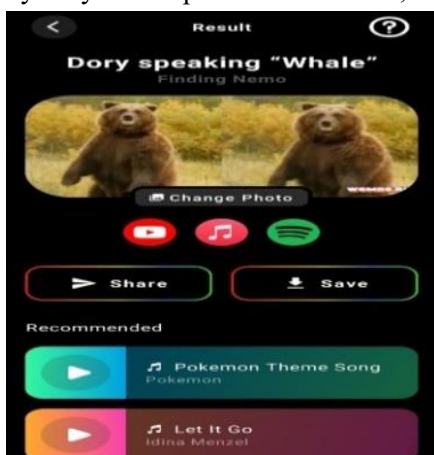 Result
?
Dory speaking “Whale”
Finding Nemo
Change Photo
Share
Save
Recommended
Pokemon Theme Song
Pokemon
Let It Go
Idina Menzel